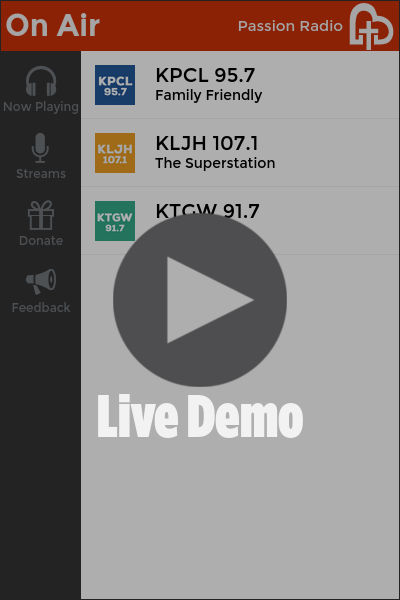 On Air
Passion Radio
Now Playing
Streams
Donate
Feedback
KPCL
95.7
KPCL 95.7
Family Friendly
KLJH
107.1
KLJH 107.1
The Superstation
KTGW
91.7
KTGW 91.7
Live Demo